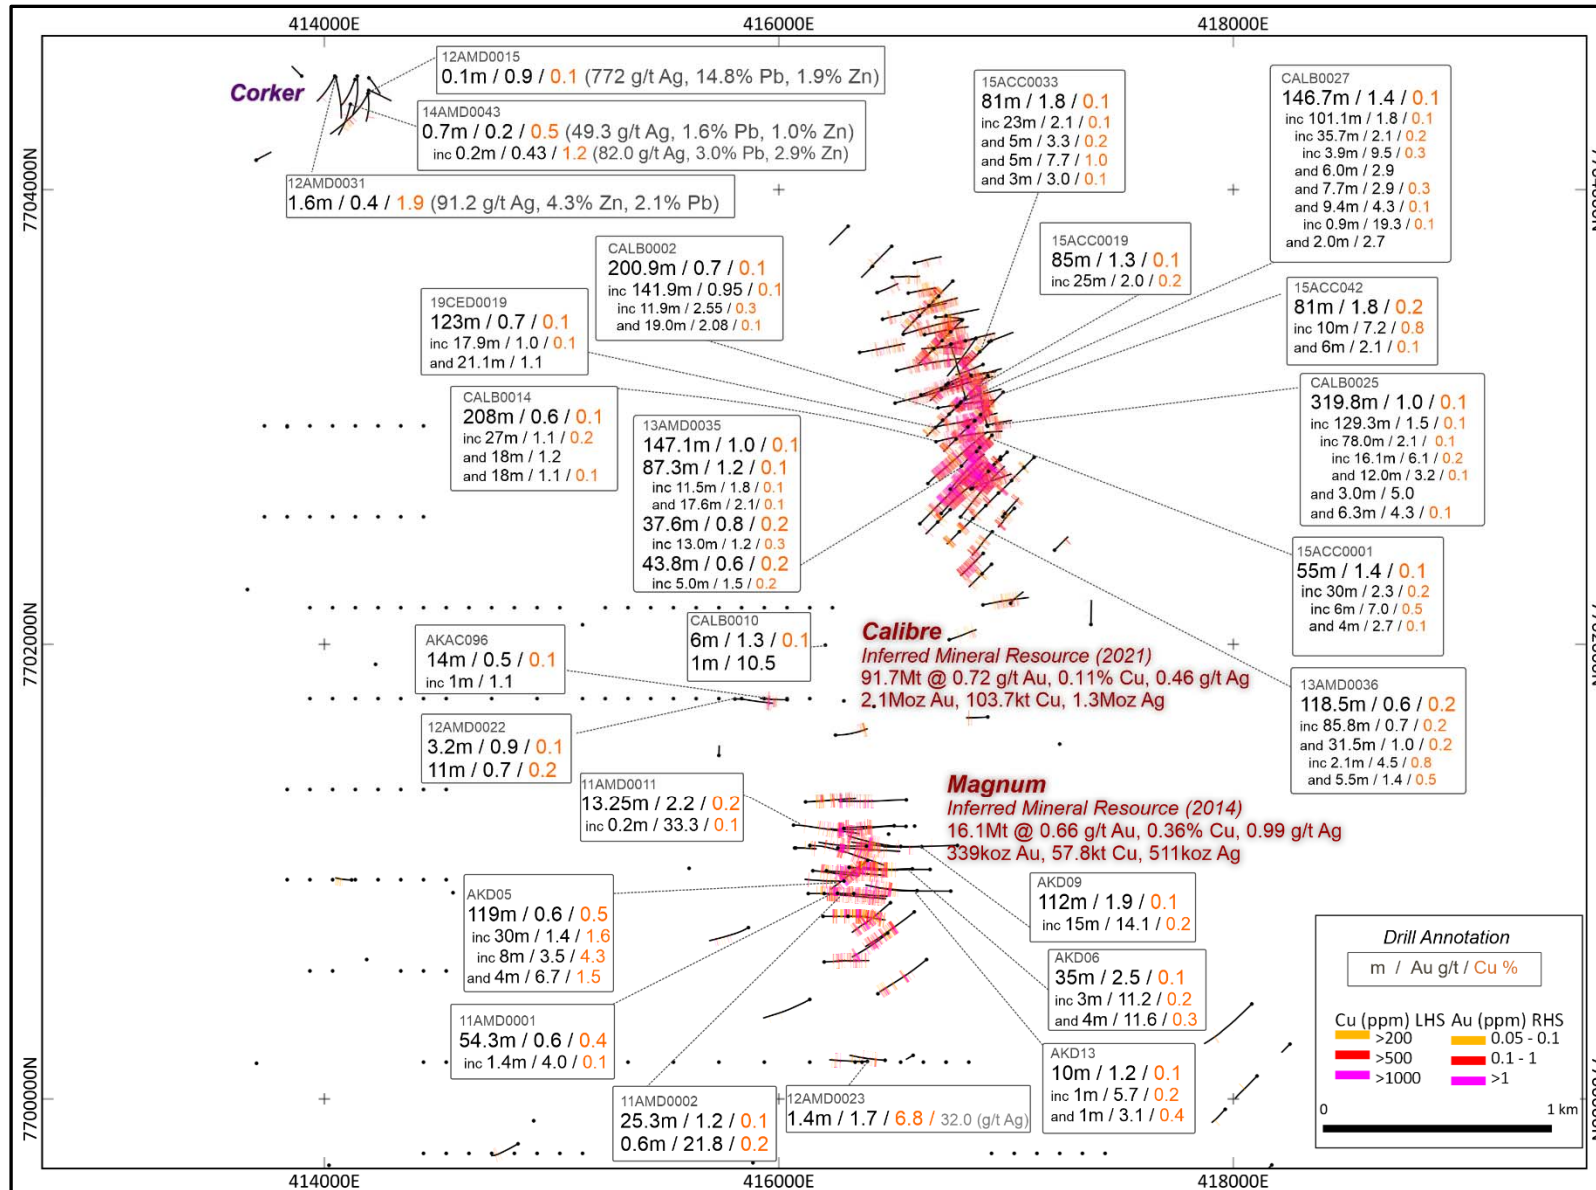 414000E
416000E
418000E
7704000N
7702000N
7700000N
Corker
12AMD0015
0.1m / 0.9 / 0.1 (772 g/t Ag, 14.8% Pb, 1.9% Zn)
14AMD0043
0.7m / 0.2 / 0.5 (49.3 g/t Ag, 1.6% Pb, 1.0% Zn)
inc 0.2m / 0.43 / 1.2 (82.0 g/t Ag, 3.0% Pb, 2.9% Zn)
12AMD0031
1.6m / 0.4 / 1.9 (91.2 g/t Ag, 4.3% Zn, 2.1% Pb)
15ACC0033
81m / 1.8 / 0.1
inc 23m / 2.1 / 0.1
and 5m / 3.3 / 0.2
and 5m / 7.7 / 1.0
and 3m / 3.0 / 0.1
CALB0027
146.7m / 1.4 / 0.1
inc 101.1m / 1.8 / 0.1
inc 35.7m / 2.1 / 0.2
inc 3.9m / 9.5 / 0.3
and 6.0m / 2.9
and 7.7m / 2.9 / 0.3
and 9.4m / 4.3 / 0.1
inc 0.9m / 19.3 / 0.1
and 2.0m / 2.7
15ACC0019
85m / 1.3 / 0.1
inc 25m / 2.0 / 0.2
CALB0002
200.9m / 0.7 / 0.1
inc 141.9m / 0.95 / 0.1
inc 11.9m / 2.55 / 0.3
and 19.0m / 2.08 / 0.1
19CED0019
123m / 0.7 / 0.1
inc 17.9m / 1.0 / 0.1
and 21.1m / 1.1
15ACC042
81m / 1.8 / 0.2
inc 10m / 7.2 / 0.8
and 6m / 2.1 / 0.1
CALB0014
208m / 0.6 / 0.1
inc 27m / 1.1 / 0.2
and 18m / 1.2
and 18m / 1.1 / 0.1
13AMD0035
147.1m / 1.0 / 0.1
87.3m / 1.2 / 0.1
inc 11.5m / 1.8 / 0.1
and 17.6m / 2.1 / 0.1
37.6m / 0.8 / 0.2
inc 13.0m / 1.2 / 0.3
43.8m / 0.6 / 0.2
inc 5.0m / 1.5 / 0.2
CALB0025
319.8m / 1.0 / 0.1
inc 129.3m / 1.5 / 0.1
inc 78.0m / 2.1 / 0.1
inc 16.1m / 6.1 / 0.2
and 12.0m / 3.2 / 0.1
and 3.0m / 5.0
and 6.3m / 4.3 / 0.1
15ACC0001
55m / 1.4 / 0.1
inc 30m / 2.3 / 0.2
inc 6m / 7.0 / 0.5
and 4m / 2.7 / 0.1
CALB0010
6m / 1.3 / 0.1
1m / 10.5
AKAC096
14m / 0.5 / 0.1
inc 1m / 1.1
Calibre
Inferred Mineral Resource (2021)
91.7Mt @ 0.72 g/t Au, 0.11% Cu, 0.46 g/t Ag
2.1Moz Au, 103.7kt Cu, 1.3Moz Ag
13AMD0036
118.5m / 0.6 / 0.2
inc 85.8m / 0.7 / 0.2
and 31.5m / 1.0 / 0.2
inc 2.1m / 4.5 / 0.8
and 5.5m / 1.4 / 0.5
12AMD0022
3.2m / 0.9 / 0.1
11m / 0.7 / 0.2
11AMD0011
13.25m / 2.2 / 0.2
inc 0.2m / 33.3 / 0.1
Magnum
Inferred Mineral Resource (2014)
16.1Mt @ 0.66 g/t Au, 0.36% Cu, 0.99 g/t Ag
339koz Au, 57.8kt Cu, 511koz Ag
AKD05
119m / 0.6 / 0.5
inc 30m / 1.4 / 1.6
inc 8m / 3.5 / 4.3
and 4m / 6.7 / 1.5
AKD09
112m / 1.9 / 0.1
inc 15m / 14.1 / 0.2
AKD06
35m / 2.5 / 0.1
inc 3m / 11.2 / 0.2
and 4m / 11.6 / 0.3
11AMD0001
54.3m / 0.6 / 0.4
inc 1.4m / 4.0 / 0.1
AKD13
10m / 1.2 / 0.1
inc 1m / 5.7 / 0.2
and 1m / 3.1 / 0.4
11AMD0002
25.3m / 1.2 / 0.1
0.6m / 21.8 / 0.2
12AMD0023
1.4m / 1.7 / 6.8 / 32.0 (g/t Ag)
Drill Annotation
m / Au g/t / Cu %
Cu (ppm) LHS Au (ppm) RHS
>200 0.05 - 0.1
>500 0.1 - 1
>1000 >1
0 1 km
414000E
416000E
418000E